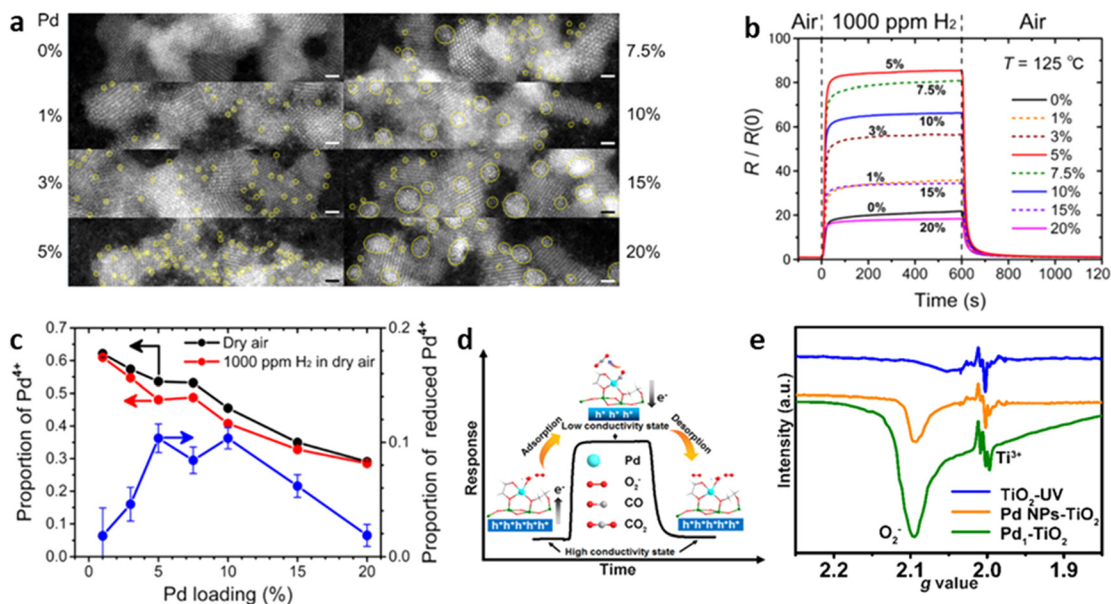 a
Pd
0%
7.5%
1%
10%
3%
15%
5%
20%
b
Air
1000 ppm H₂
Air
T = 125 °C
5%
7.5%
10%
3%
1%
15%
0%
20%
0%
1%
3%
5%
7.5%
10%
15%
20%
100
80
60
40
20
0
R / R(0)
0 200 400 600 800 1000 120
Time (s)
c
Dry air
1000 ppm H₂ in dry air
0.7
0.6
0.5
0.4
0.3
0.2
0.1
0.0
Proportion of Pd⁴⁺
0.2
0.1
0.0
Proportion of reduced Pd⁴⁺
0 5 10 15 20
Pd loading (%)
d
Response
e⁻
h⁺ h⁺ h⁺
Low conductivity state
Adsorption
Desorption
Pd
O₂⁻
CO
CO₂
e⁻
h⁺h⁺h⁺h⁺h⁺
h⁺h⁺h⁺h⁺h⁺
High conductivity state
Time
e
Intensity (a.u.)
Ti³⁺
O₂⁻
TiO₂-UV
Pd NPs-TiO₂
Pd₁-TiO₂
2.2 2.1 2.0 1.9
g value